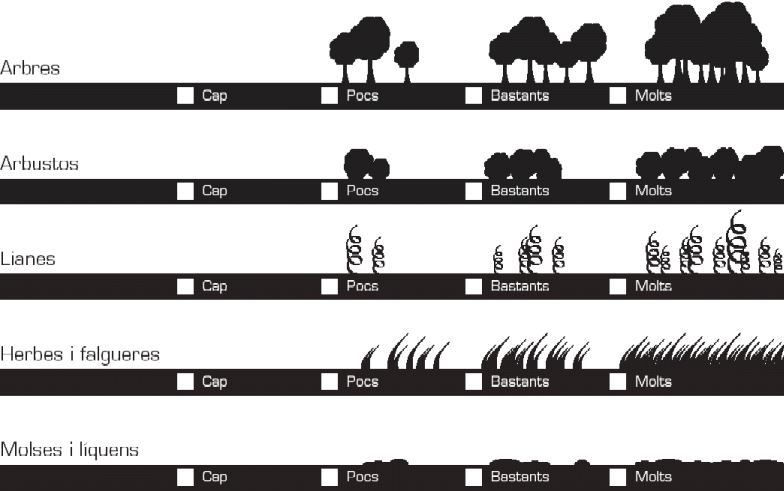 Arbres
Cap Pocs Bastants Molts
Arbustos
Cap Pocs Bastants Molts
Lianes
Cap Pocs Bastants Molts
Herbes i falgueres
Cap Pocs Bastants Molts
Molses i líquens
Cap Pocs Bastants Molts